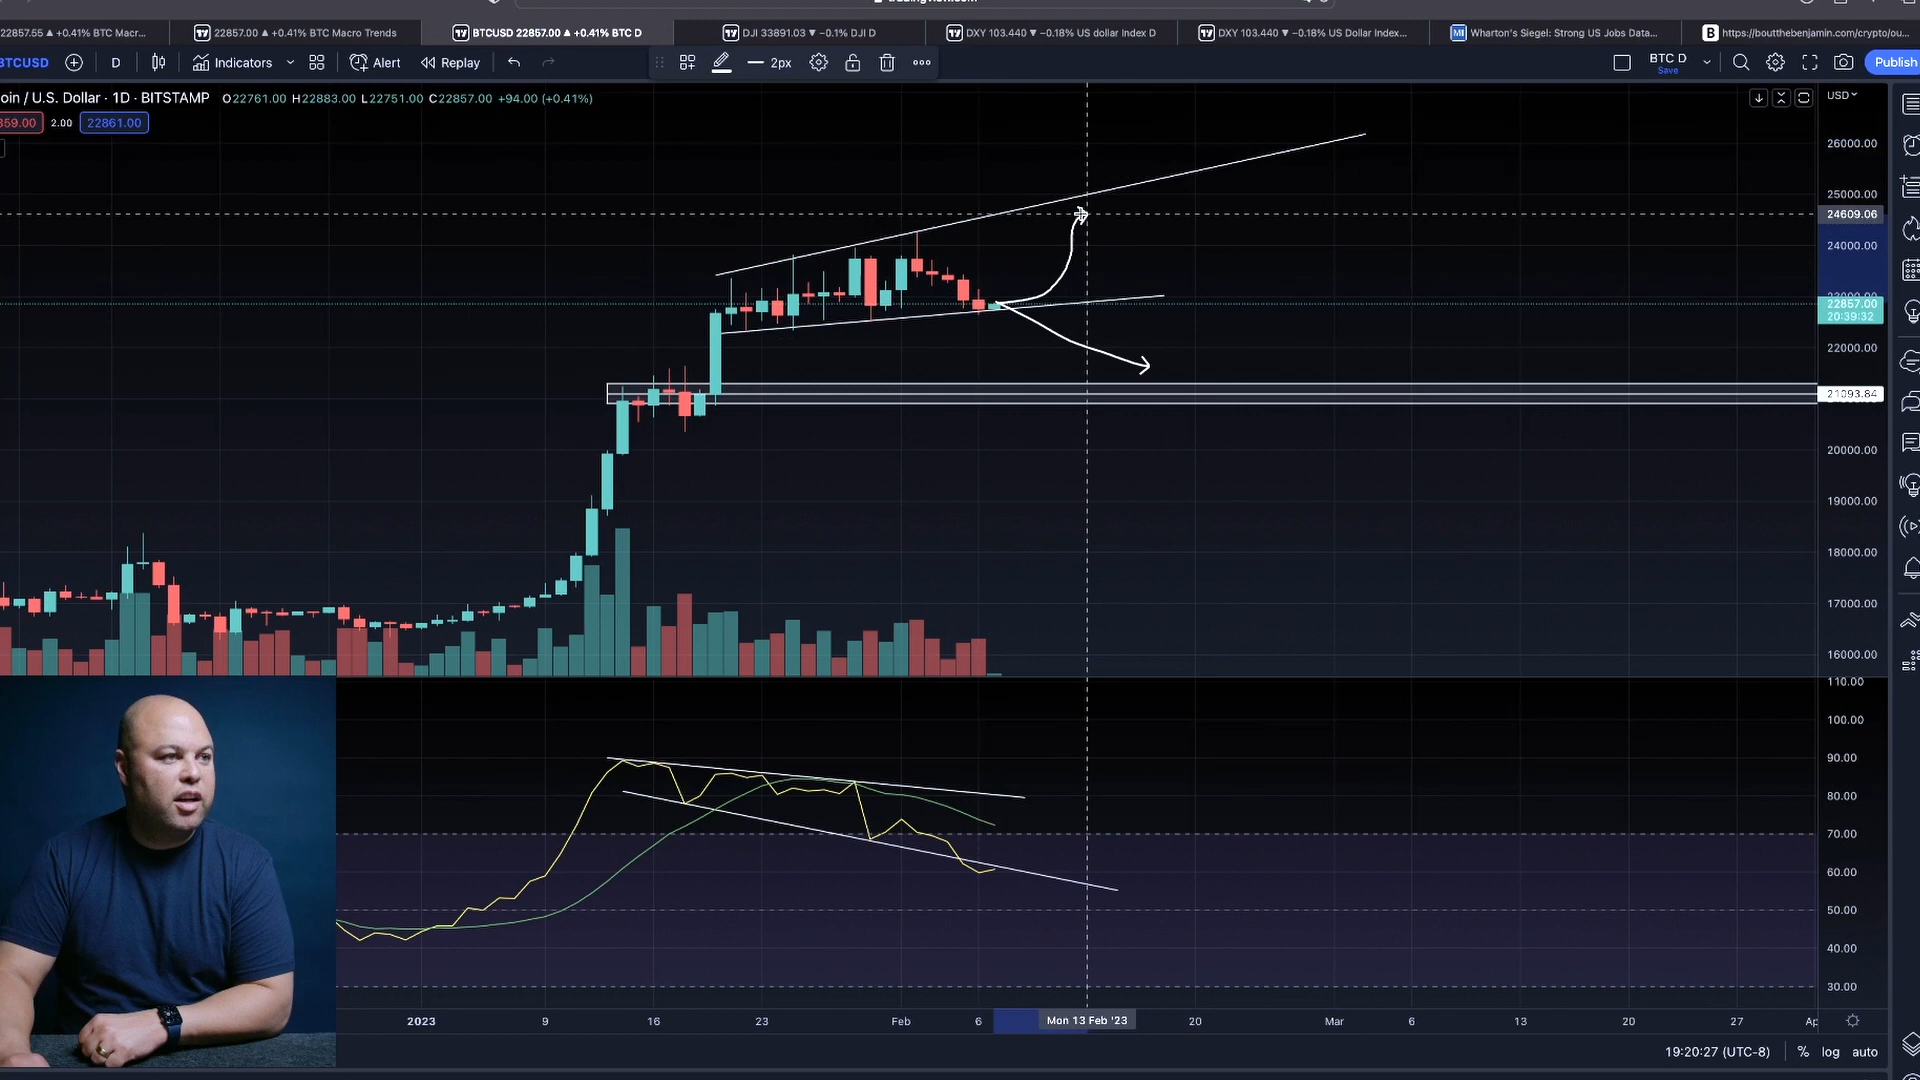 22857.55 ▲ +0.41% BTC Macr...
22857.00 ▲ +0.41% BTC Macro Trends
BTCUSD 22857.00 ▲ +0.41% BTC D
DJI 33891.03 ▼ −0.1% DJI D
DXY 103.440 ▼ −0.18% US dollar Index D
DXY 103.440 ▼ −0.18% US Dollar Index...
MI Wharton's Siegel: Strong US Jobs Data...
B https://boutthebenjamin.com/crypto/ou...
BTCUSD
D
Indicators
Alert
Replay
2px
BTC D
Save
Publish
oin / U.S. Dollar · 1D · BITSTAMP O22761.00 H22883.00 L22751.00 C22857.00 +94.00 (+0.41%)
859.00 2.00 22861.00
USD
26000.00
25000.00
24609.06
24000.00
22857.00
20:39:32
22000.00
21093.84
20000.00
19000.00
18000.00
17000.00
16000.00
110.00
100.00
90.00
80.00
70.00
60.00
50.00
40.00
30.00
2023 9 16 23 Feb 6 Mon 13 Feb '23 20 Mar 6 13 20 27 Ap
19:20:27 (UTC-8) % log auto